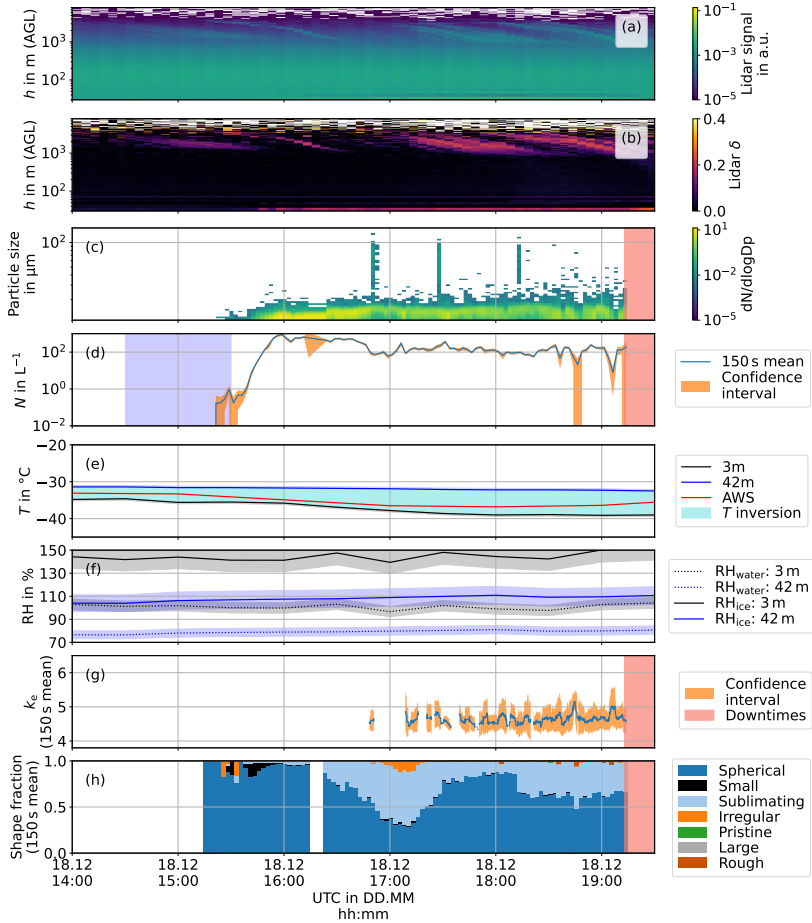 (a)
10³
10²
h in m (AGL)
10⁻¹
10⁻³
10⁻⁵
Lidar signal
in a.u.
(b)
10³
10²
h in m (AGL)
0.4
0.2
0.0
Lidar δ
(c)
10²
Particle size
in μm
10¹
10⁻²
10⁻⁵
dN/dlogDp
(d)
10²
10⁰
10⁻²
N in L⁻¹
150 s mean
Confidence
interval
(e)
−20
−30
−40
T in °C
3m
42m
AWS
T inversion
(f)
150
130
110
90
70
RH in %
RHwater: 3 m
RHwater: 42 m
RHice: 3 m
RHice: 42 m
(g)
6
5
4
kₑ
(150 s mean)
Confidence
interval
Downtimes
(h)
1.0
0.5
0.0
Shape fraction
(150 s mean)
Spherical
Small
Sublimating
Irregular
Pristine
Large
Rough
18.12 18.12 18.12 18.12 18.12 18.12
14:00 15:00 16:00 17:00 18:00 19:00
UTC in DD.MM
hh:mm